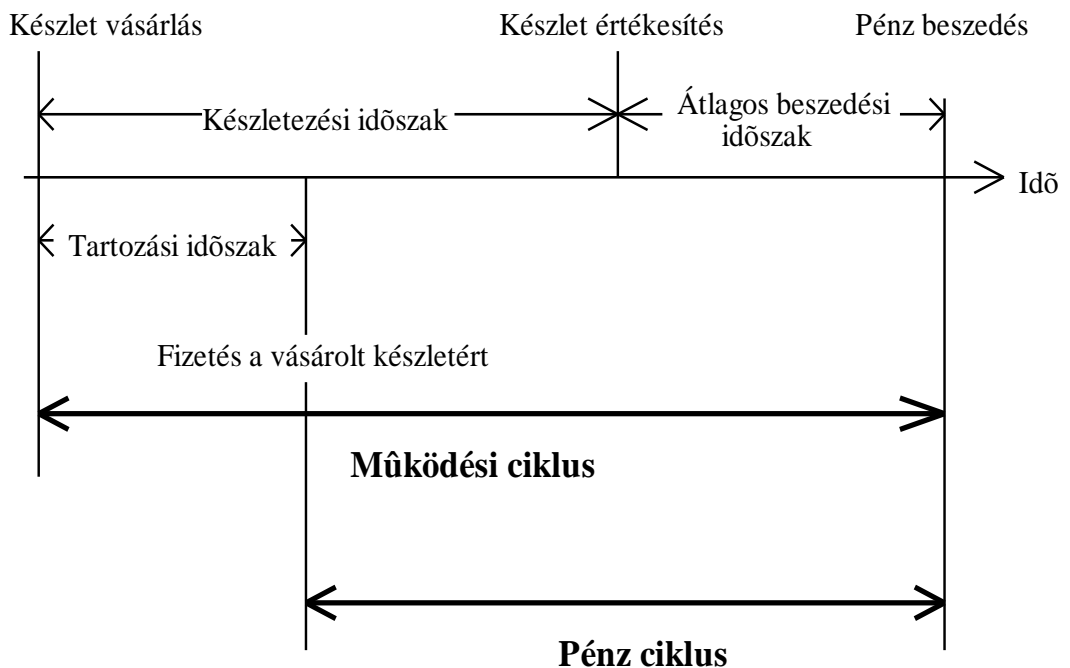 Készlet vásárlás
Készlet értékesítés
Pénz beszedés
Készletezési idõszak
Átlagos beszedési
idõszak
Idõ
Tartozási idõszak
Fizetés a vásárolt készletért
Mûködési ciklus
Pénz ciklus